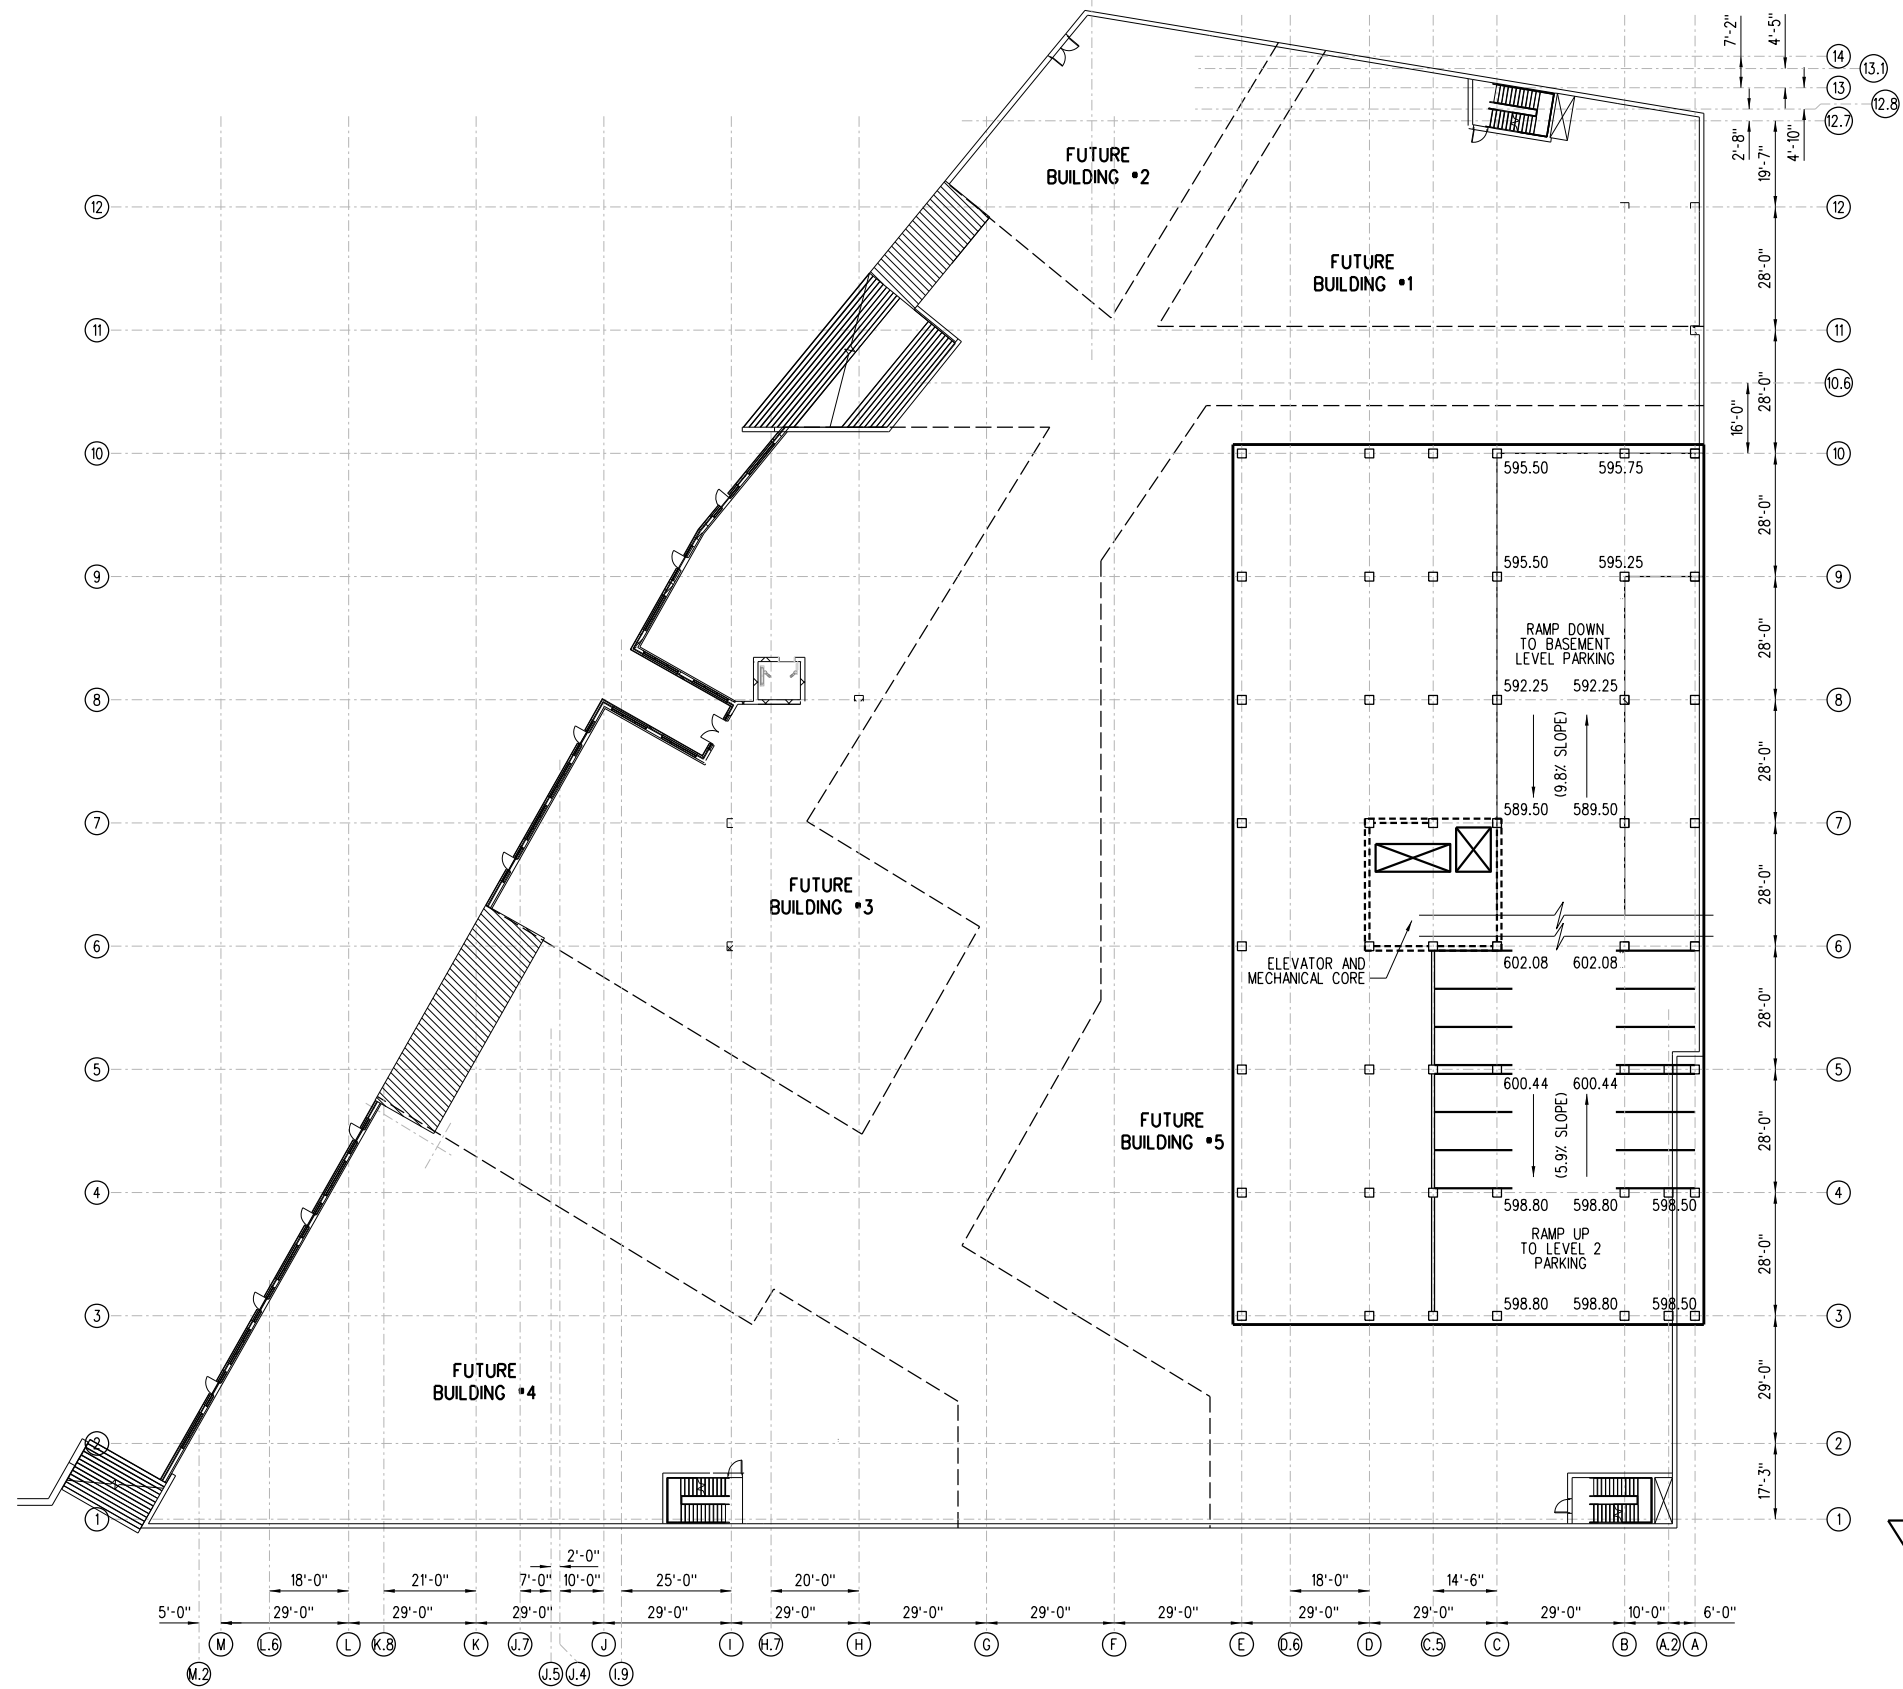 7'-2"
4'-5"
14
13.1
13
12.8
12.7
2'-8"
19'-7"
4'-10"
FUTURE
BUILDING #2
12
12
FUTURE
BUILDING #1
28'-0"
11
11
28'-0"
10.6
16'-0"
10
10
595.50
595.75
28'-0"
595.50
595.25
9
9
RAMP DOWN
TO BASEMENT
LEVEL PARKING
28'-0"
592.25
592.25
8
8
(9.8% SLOPE)
28'-0"
589.50
589.50
7
7
28'-0"
FUTURE
BUILDING #3
6
6
ELEVATOR AND
MECHANICAL CORE
602.08
602.08
28'-0"
5
5
600.44
600.44
FUTURE
BUILDING #5
(5.9% SLOPE)
28'-0"
4
4
598.80
598.80
598.50
RAMP UP
TO LEVEL 2
PARKING
28'-0"
598.80
598.80
598.50
3
3
FUTURE
BUILDING #4
29'-0"
2
2
17'-3"
1
1
2'-0"
18'-0"
21'-0"
7'-0"
10'-0"
25'-0"
20'-0"
18'-0"
14'-6"
5'-0"
29'-0"
29'-0"
29'-0"
29'-0"
29'-0"
29'-0"
29'-0"
29'-0"
29'-0"
29'-0"
29'-0"
10'-0"
6'-0"
M
L.6
L
K.8
K
J.7
J
I
H.7
H
G
F
E
D.6
D
C.5
C
B
A.2
A
M.2
J.5
J.4
I.9